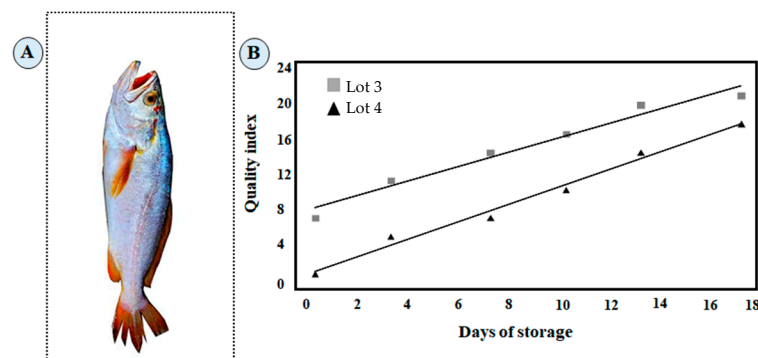 A
B
Quality index
24
20
16
12
8
4
0
Lot 3
Lot 4
0 2 4 6 8 10 12 14 16 18
Days of storage